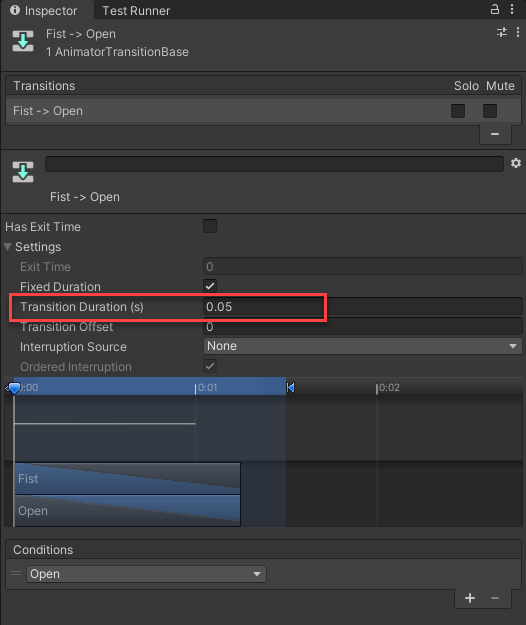 Inspector Test Runner
Fist -> Open
1 AnimatorTransitionBase
Transitions Solo Mute
Fist -> Open
Fist -> Open
Has Exit Time
Settings
Exit Time 0
Fixed Duration
Transition Duration (s) 0.05
Transition Offset 0
Interruption Source None
Ordered Interruption
0:00 0:01 0:02
Fist
Open
Conditions
Open